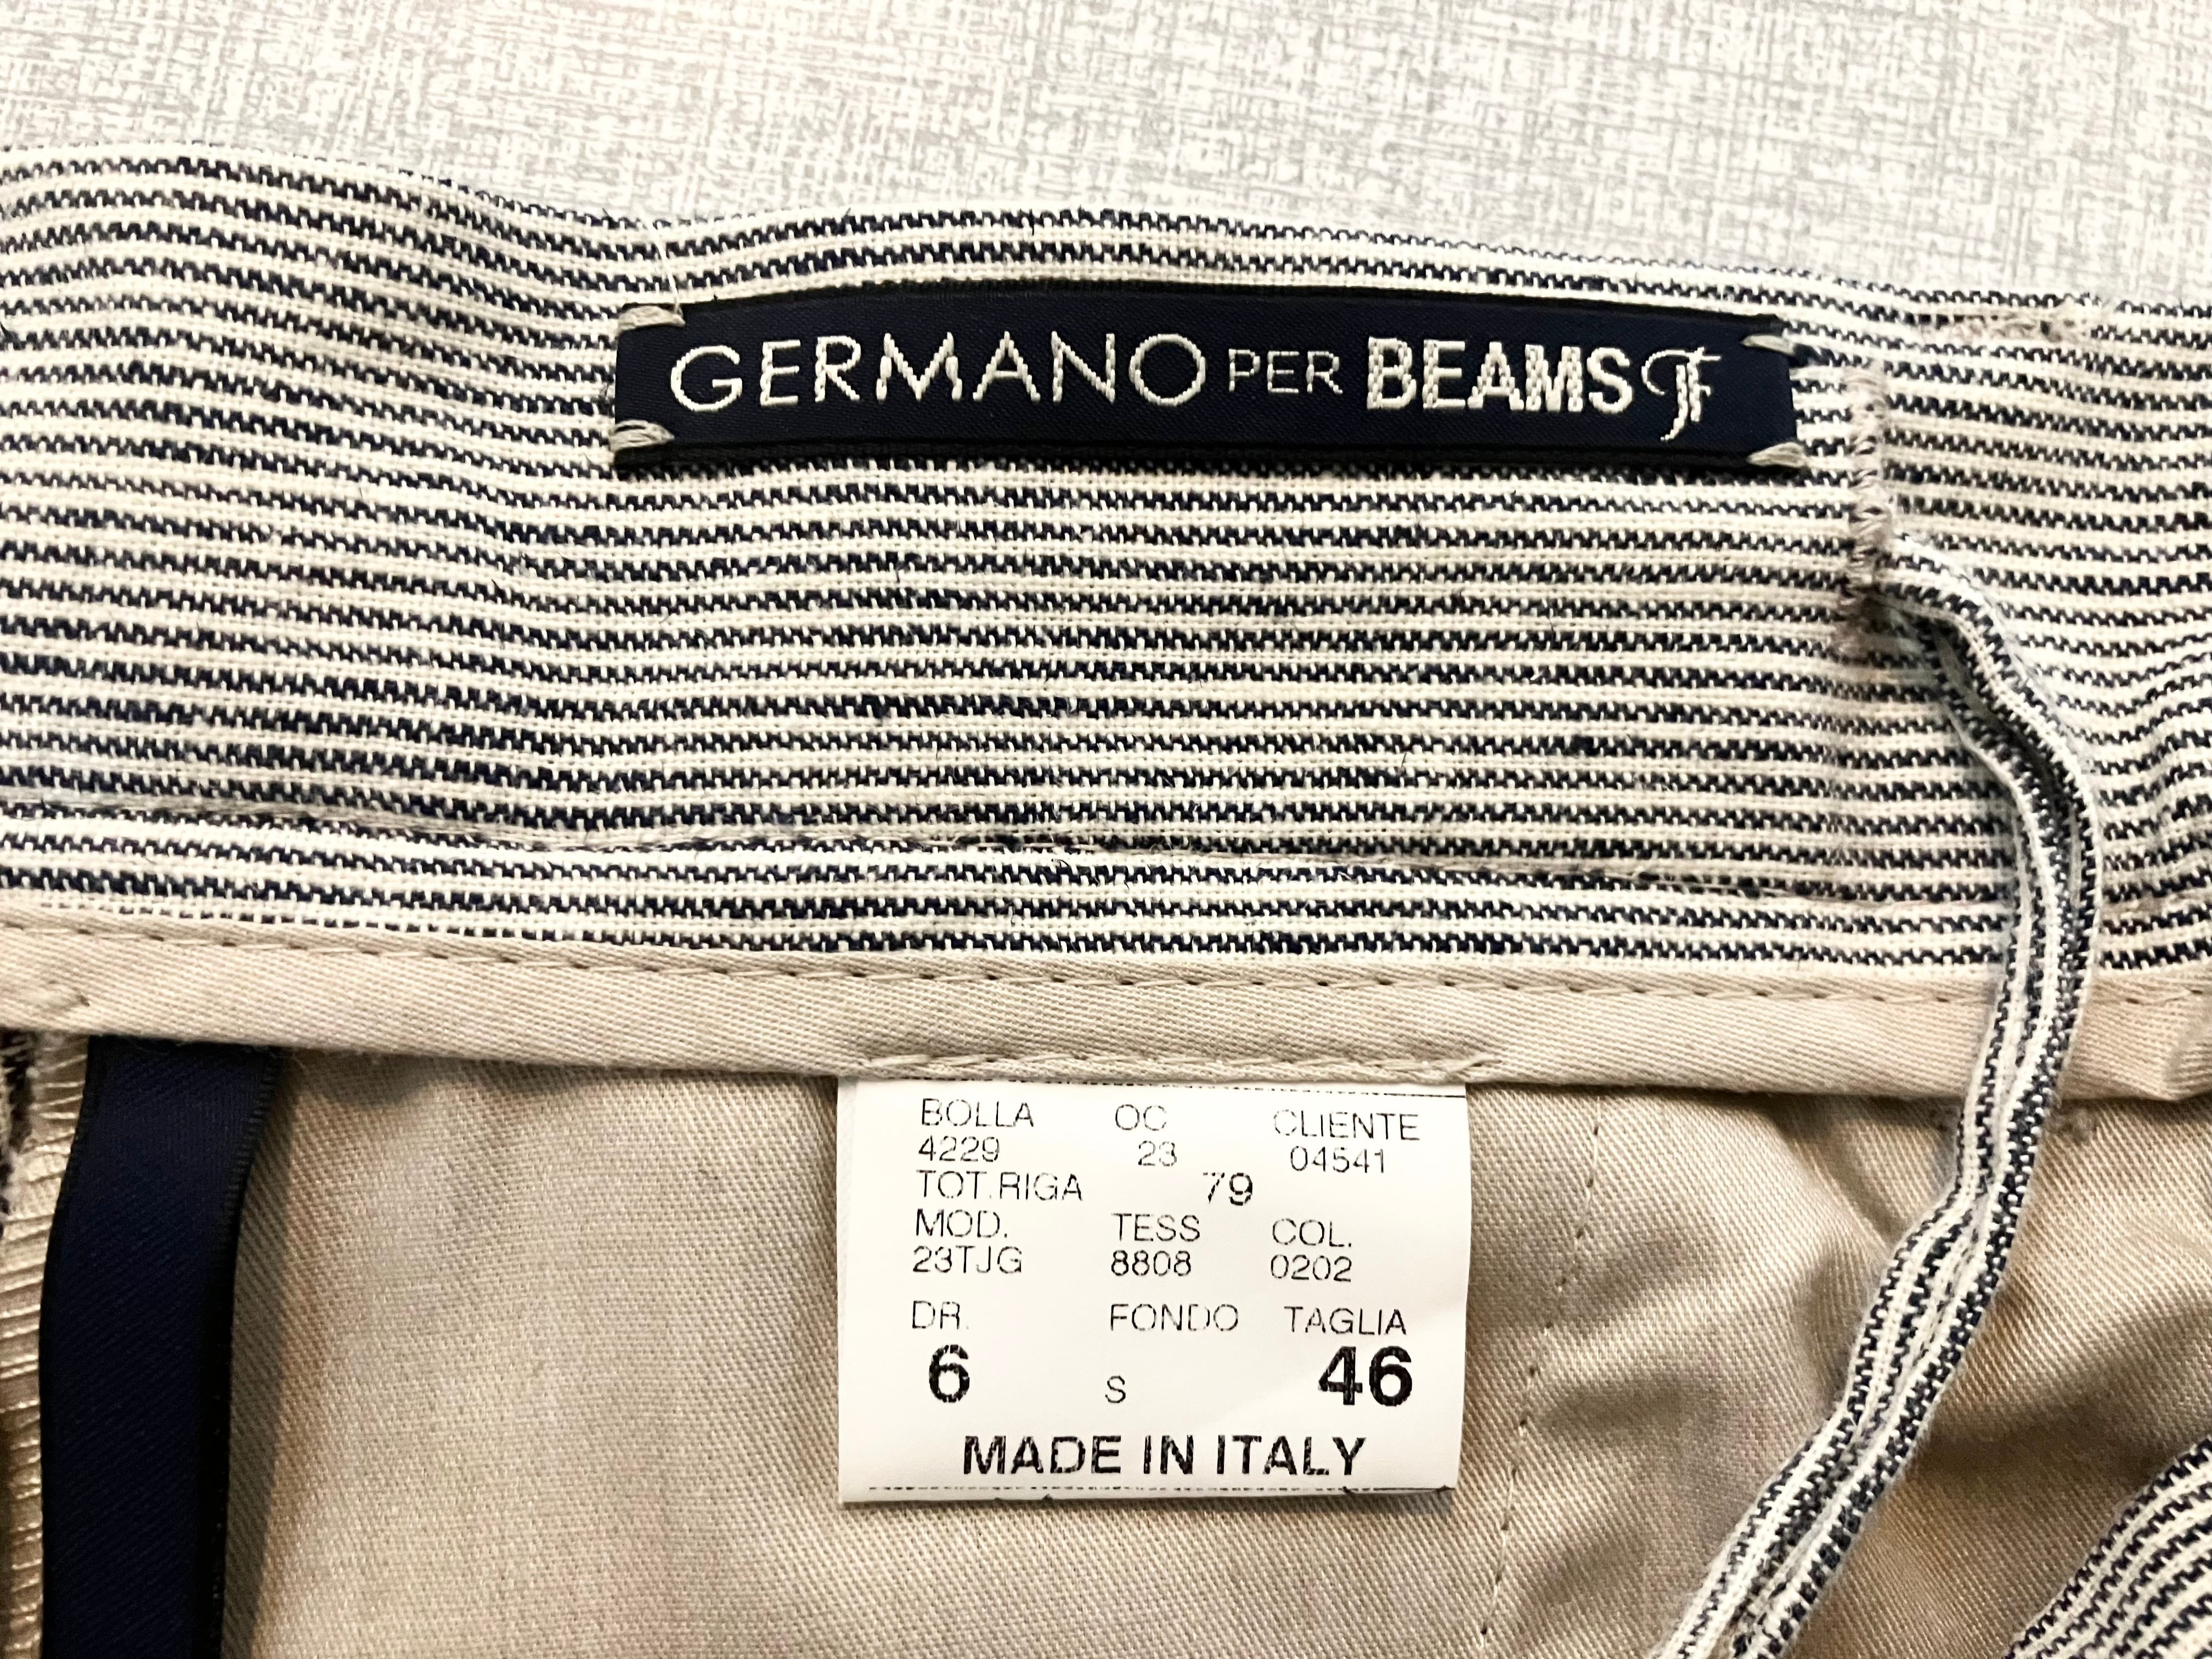 GERMANO PER BEAMS F
BOLLA OC CLIENTE
4229 23 04541
TOT.RIGA 79
MOD. TESS COL.
23TJG 8808 0202
DR. FONDO TAGLIA
6 S 46
MADE IN ITALY